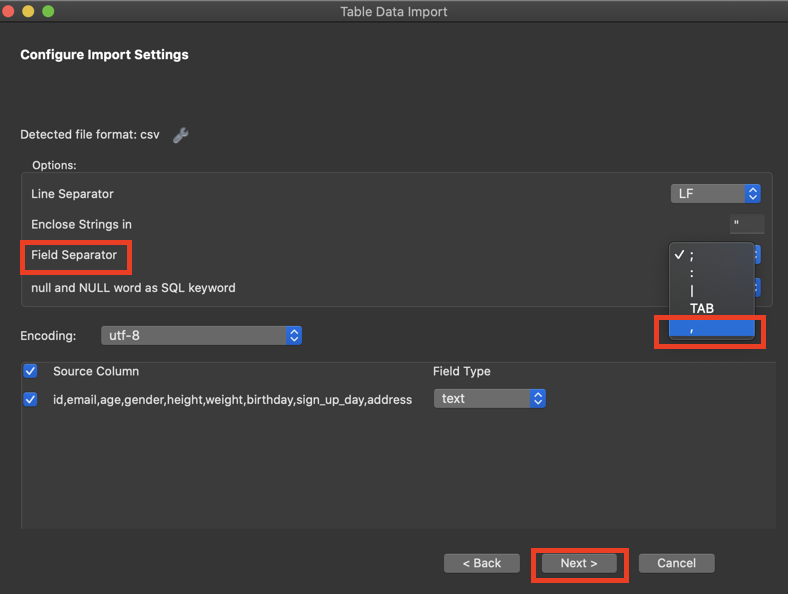 Table Data Import
Configure Import Settings
Detected file format: csv
Options:
Line Separator LF
Enclose Strings in "
Field Separator
✓ ;
:
null and NULL word as SQL keyword
|
TAB
,
Encoding: utf-8
Source Column Field Type
id,email,age,gender,height,weight,birthday,sign_up_day,address text
< Back Next > Cancel